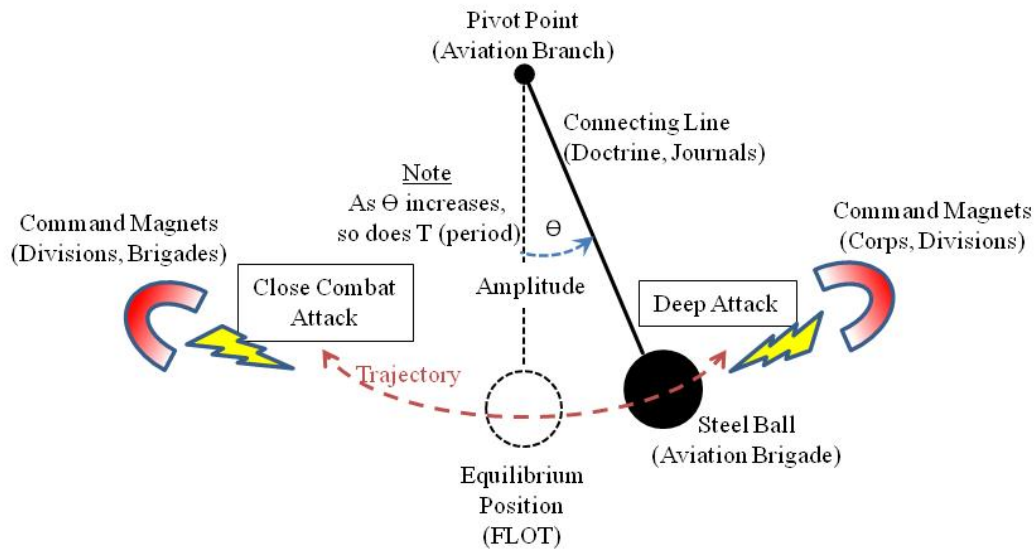 Pivot Point
(Aviation Branch)
Connecting Line
(Doctrine, Journals)
Note
As Θ increases,
so does T (period)
Θ
Command Magnets
(Divisions, Brigades)
Command Magnets
(Corps, Divisions)
Close Combat
Attack
Amplitude
Deep Attack
Trajectory
Steel Ball
(Aviation Brigade)
Equilibrium
Position
(FLOT)